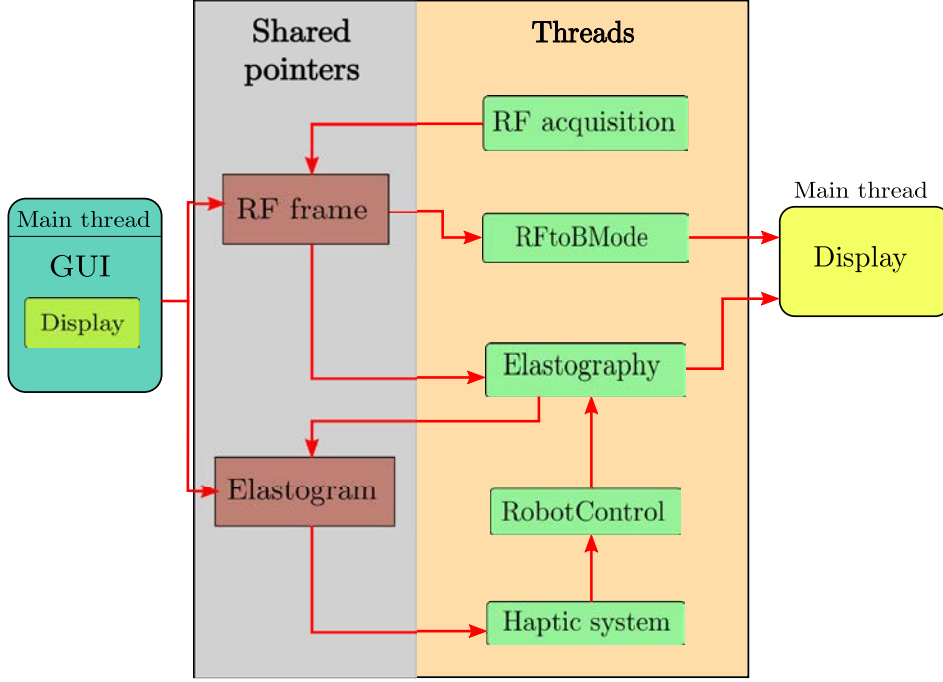 Shared
pointers
Threads
RF acquisition
Main thread
GUI
Display
RF frame
RFtoBMode
Main thread
Display
Elastography
Elastogram
RobotControl
Haptic system